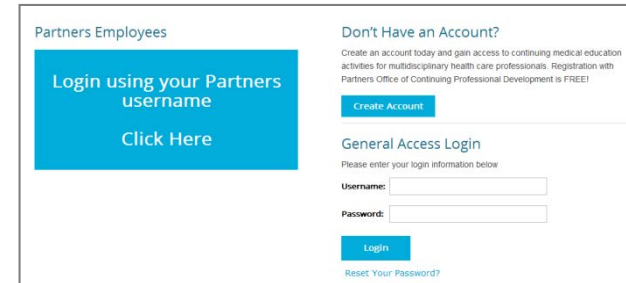 Partners Employees
Login using your Partners
username
Click Here
Don't Have an Account?
Create an account today and gain access to continuing medical education
activities for multidisciplinary health care professionals. Registration with
Partners Office of Continuing Professional Development is FREE!
Create Account
General Access Login
Please enter your login information below
Username:
Password:
Login
Reset Your Password?